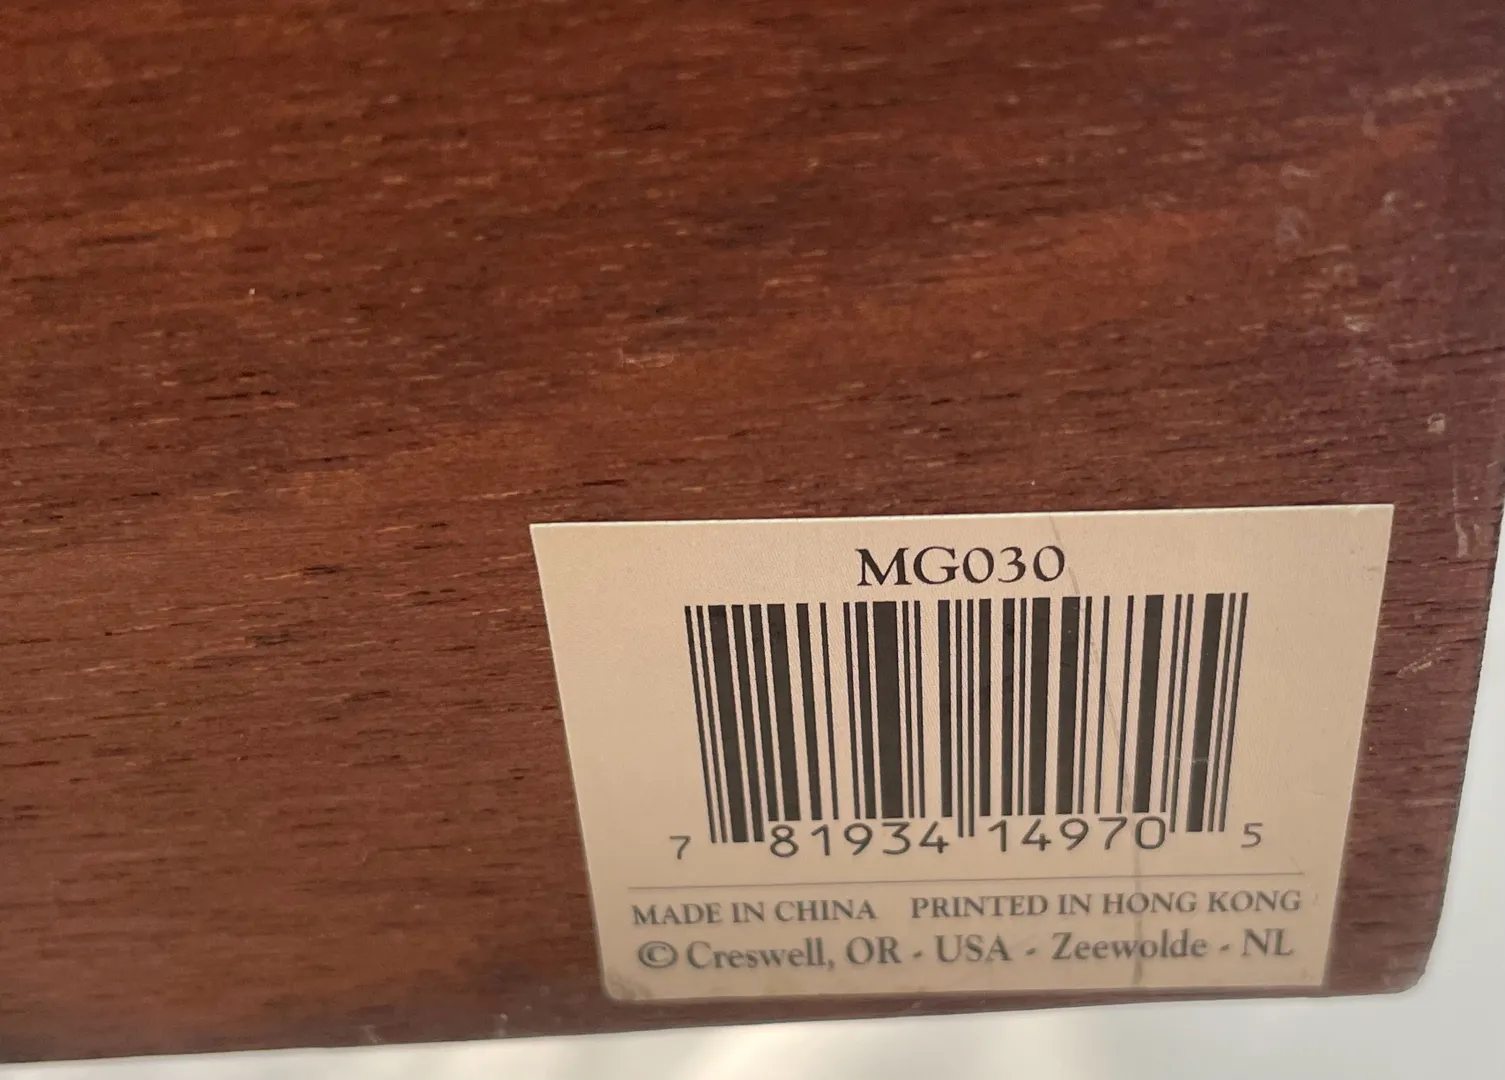 MG030
7 81934 14970 5
MADE IN CHINA PRINTED IN HONG KONG
© Creswell, OR - USA - Zeewolde - NL